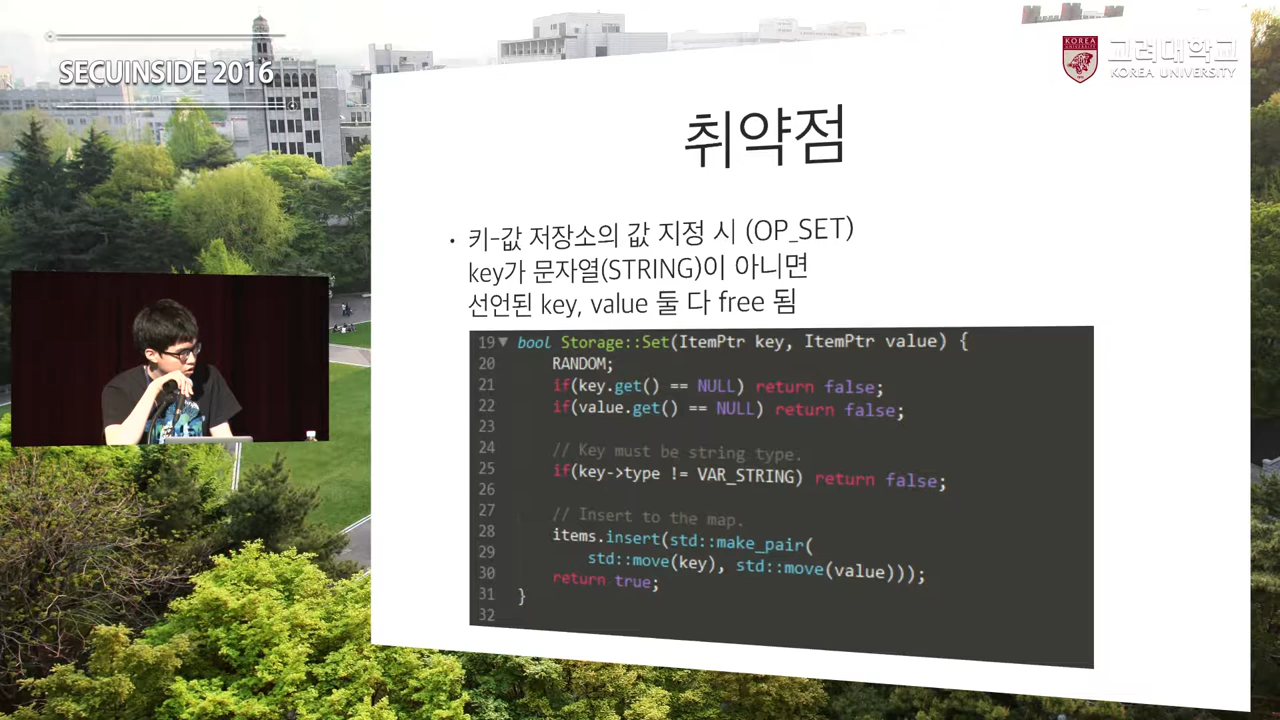 SECUINSIDE 2016
KOREA
고려대학교
KOREA UNIVERSITY
취약점
• 키-값 저장소의 값 지정 시 (OP_SET)
key가 문자열(STRING)이 아니면
선언된 key, value 둘 다 free 됨
19 bool Storage::Set(ItemPtr key, ItemPtr value) {
20 RANDOM;
21 if(key.get() == NULL) return false;
22 if(value.get() == NULL) return false;
23
24 // Key must be string type.
25 if(key->type != VAR_STRING) return false;
26
27 // Insert to the map.
28 items.insert(std::make_pair(
29 std::move(key), std::move(value)));
30 return true;
31 }
32